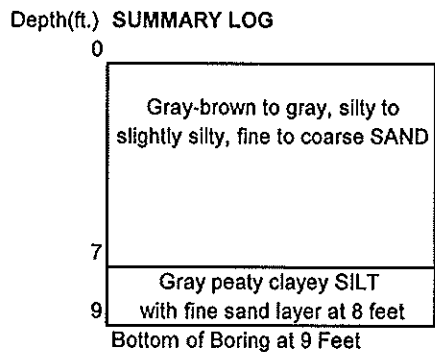 Depth(ft.) SUMMARY LOG
0
Gray-brown to gray, silty to
slightly silty, fine to coarse SAND
7
Gray peaty clayey SILT
with fine sand layer at 8 feet
9
Bottom of Boring at 9 Feet